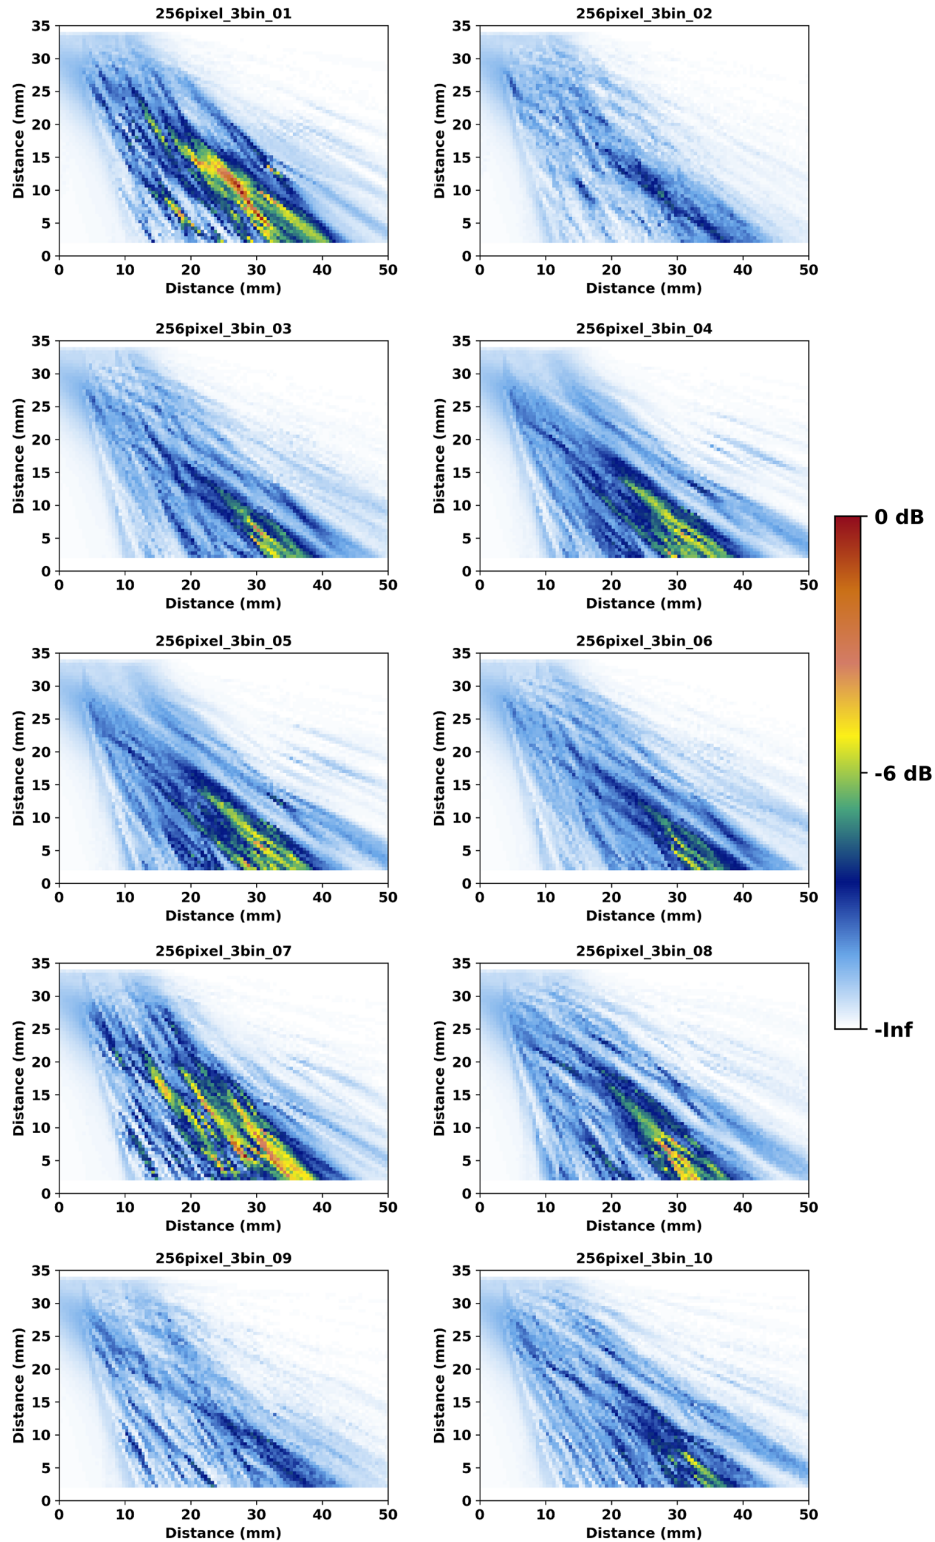 256pixel_3bin_01
35
30
25
20
15
10
5
0
Distance (mm)
0 10 20 30 40 50
Distance (mm)
256pixel_3bin_02
35
30
25
20
15
10
5
0
Distance (mm)
0 10 20 30 40 50
Distance (mm)
256pixel_3bin_03
35
30
25
20
15
10
5
0
Distance (mm)
0 10 20 30 40 50
Distance (mm)
256pixel_3bin_04
35
30
25
20
15
10
5
0
Distance (mm)
0 10 20 30 40 50
Distance (mm)
256pixel_3bin_05
35
30
25
20
15
10
5
0
Distance (mm)
0 10 20 30 40 50
Distance (mm)
256pixel_3bin_06
35
30
25
20
15
10
5
0
Distance (mm)
0 10 20 30 40 50
Distance (mm)
256pixel_3bin_07
35
30
25
20
15
10
5
0
Distance (mm)
0 10 20 30 40 50
Distance (mm)
256pixel_3bin_08
35
30
25
20
15
10
5
0
Distance (mm)
0 10 20 30 40 50
Distance (mm)
256pixel_3bin_09
35
30
25
20
15
10
5
0
Distance (mm)
0 10 20 30 40 50
Distance (mm)
256pixel_3bin_10
35
30
25
20
15
10
5
0
Distance (mm)
0 10 20 30 40 50
Distance (mm)
0 dB
-6 dB
-Inf